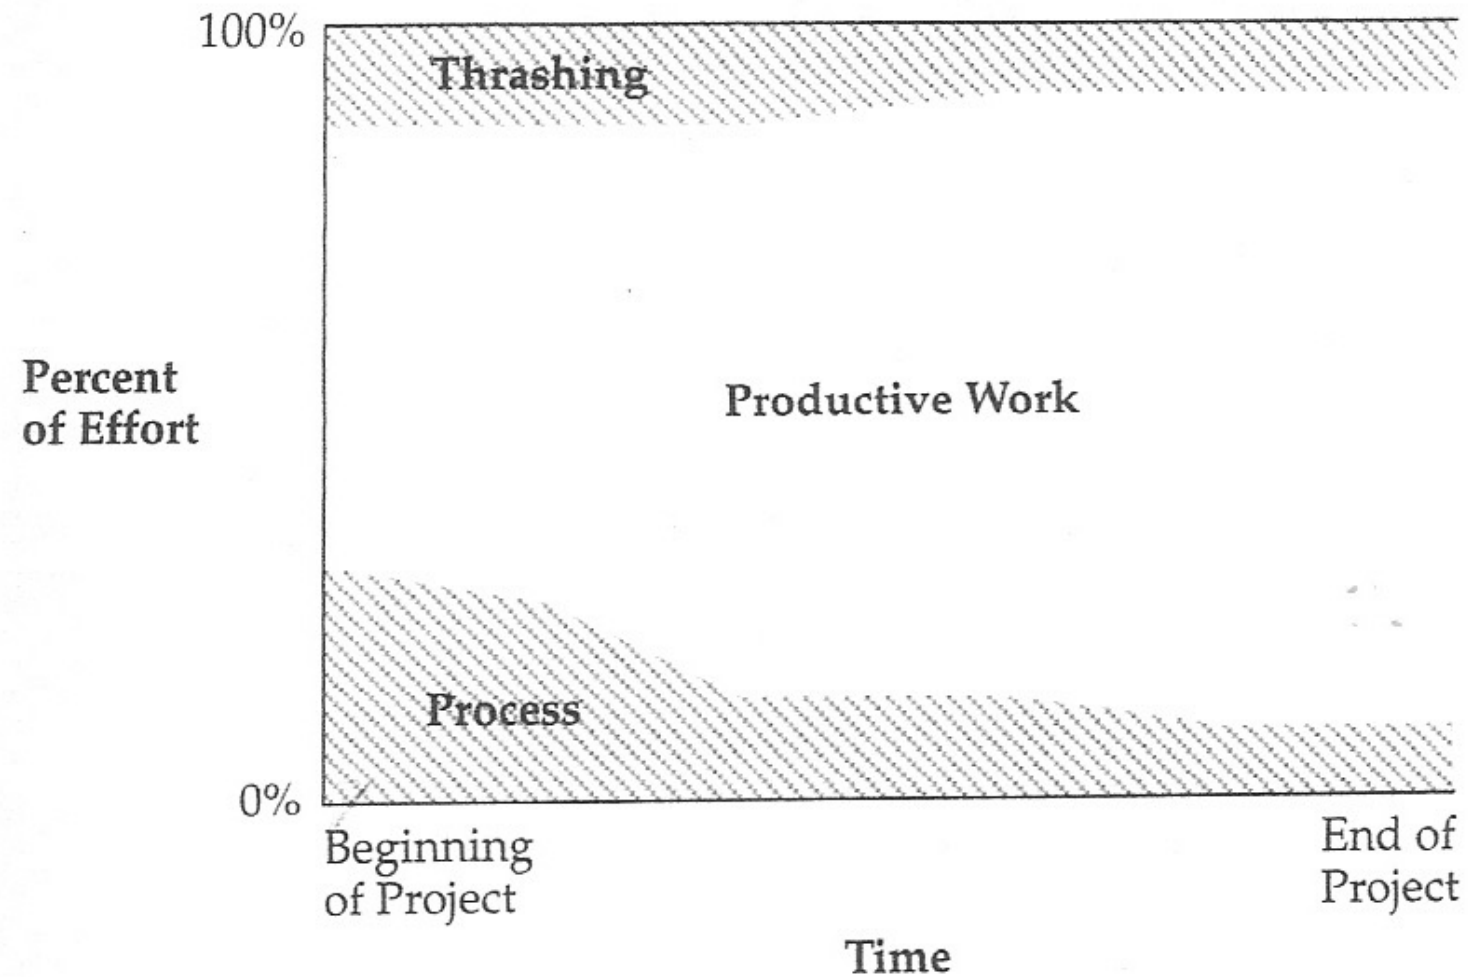 100%
Thrashing
Percent
of Effort
Productive Work
Process
0%
Beginning
of Project
End of
Project
Time